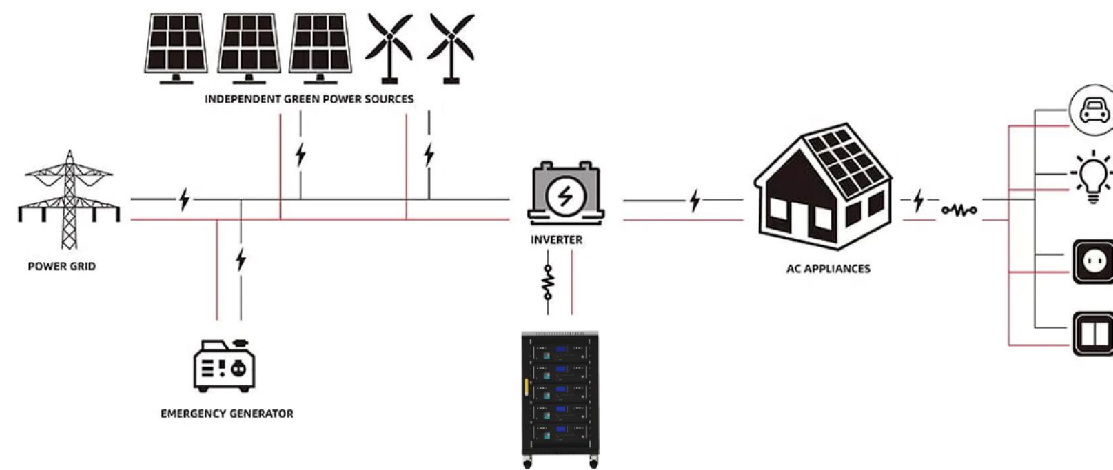 INDEPENDENT GREEN POWER SOURCES
POWER GRID
INVERTER
AC APPLIANCES
EMERGENCY GENERATOR